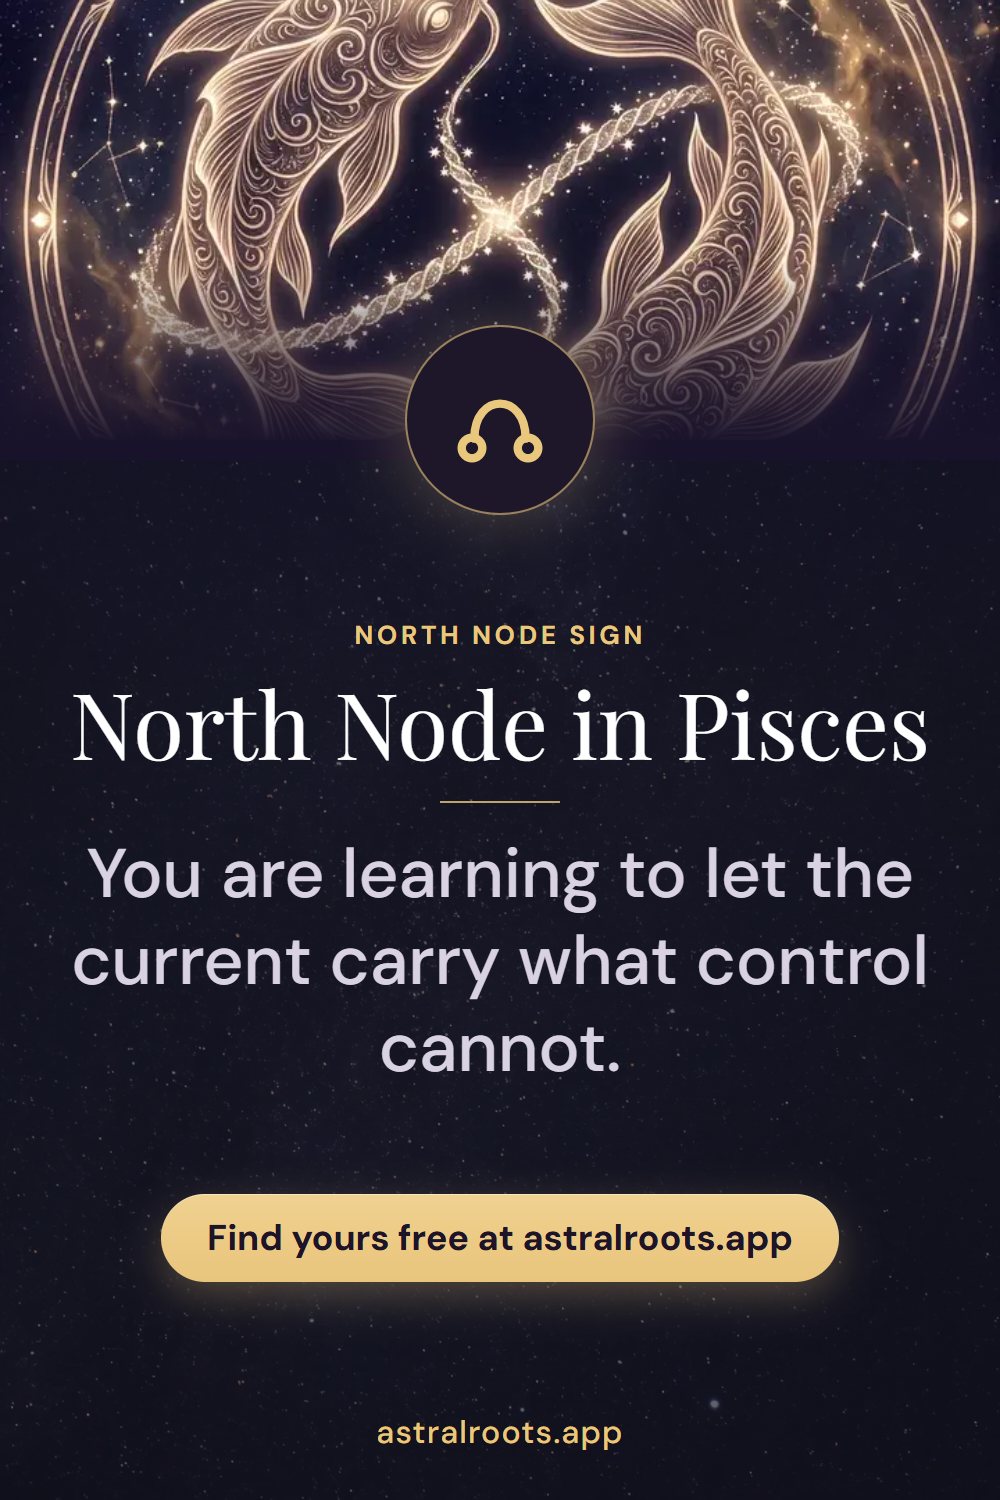 NORTH NODE SIGN
North Node in Pisces
You are learning to let the
current carry what control
cannot.
Find yours free at astralroots.app
astralroots.app